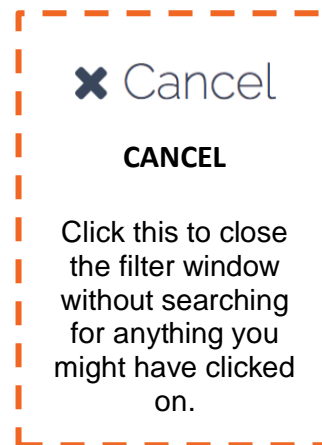 ✖ Cancel
CANCEL
Click this to close
the filter window
without searching
for anything you
might have clicked
on.